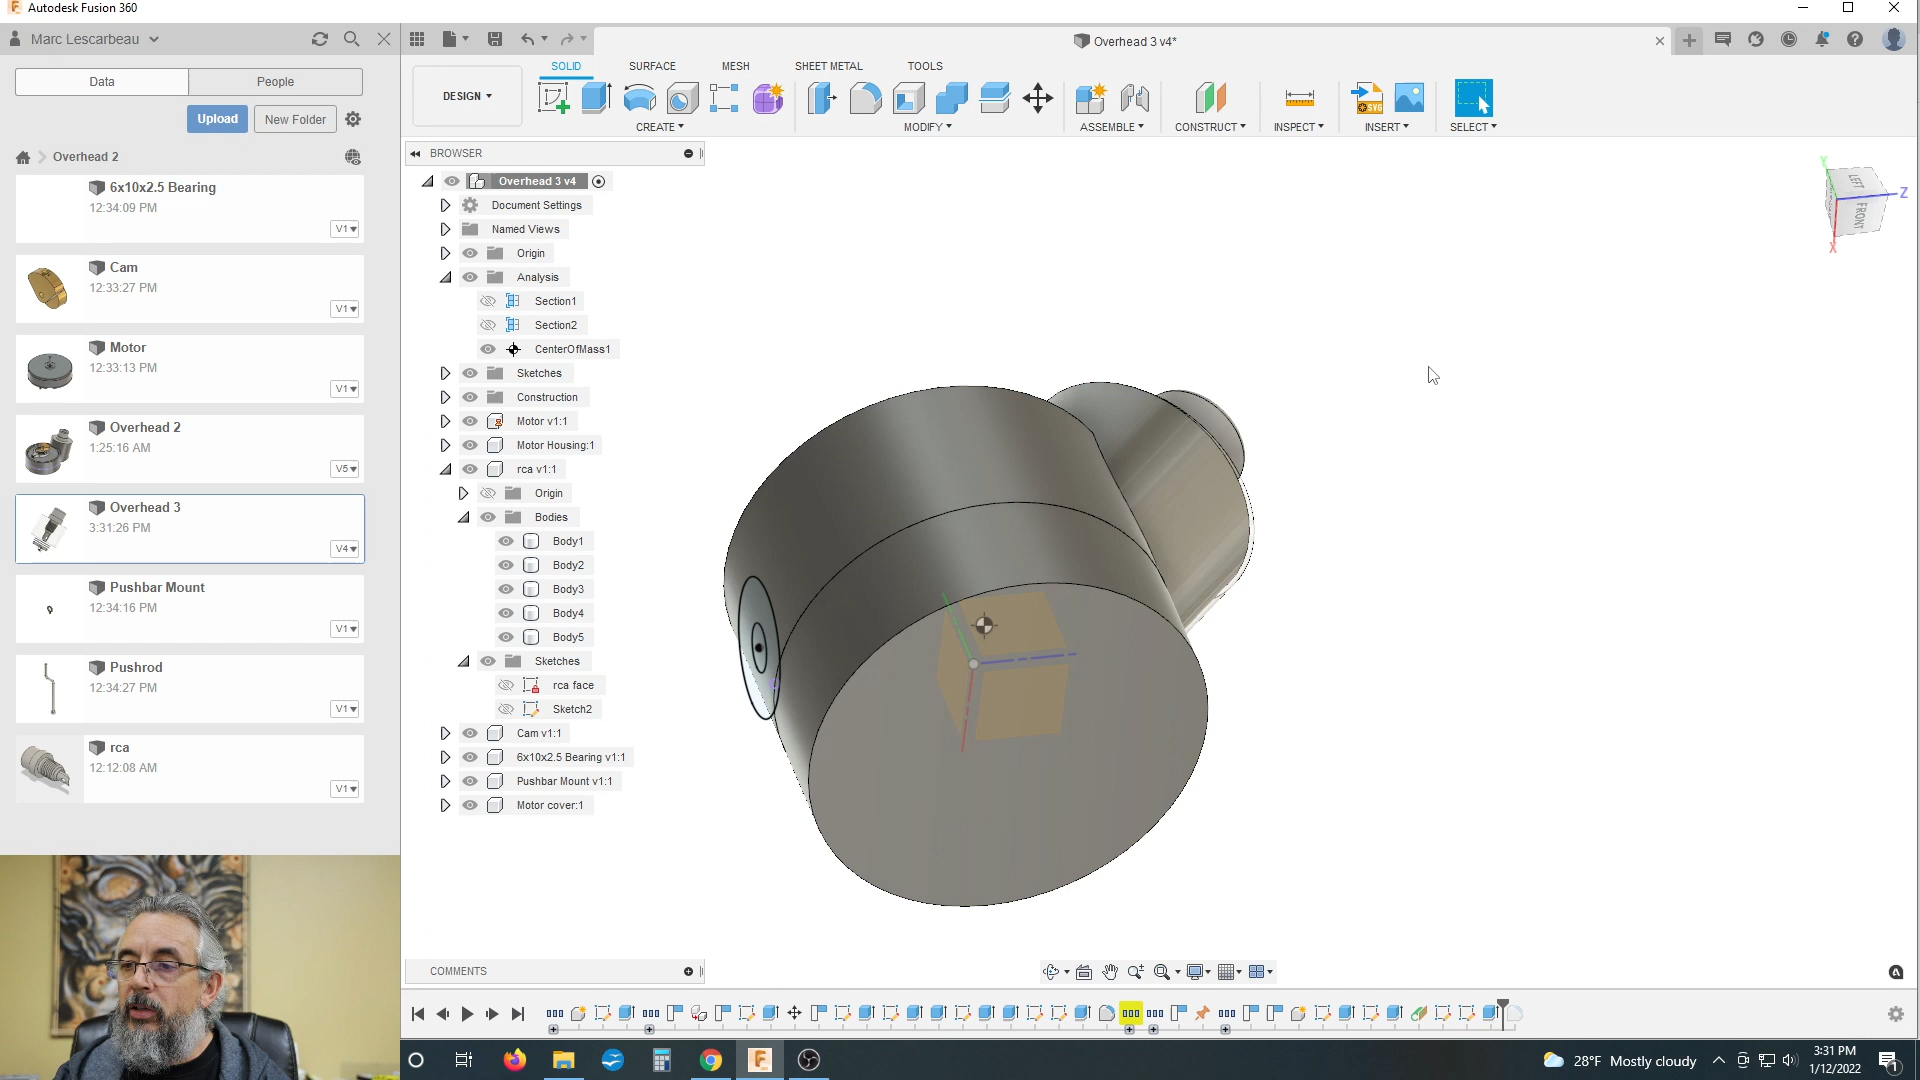 Autodesk Fusion 360
Marc Lescarbeau
Overhead 3 v4*
Data
People
Upload
New Folder
Overhead 2
6x10x2.5 Bearing
12:34:09 PM
V1
Cam
12:33:27 PM
V1
Motor
12:33:13 PM
V1
Overhead 2
1:25:16 AM
V5
Overhead 3
3:31:26 PM
V4
Pushbar Mount
12:34:16 PM
V1
Pushrod
12:34:27 PM
V1
rca
12:12:08 AM
V1
DESIGN
SOLID
SURFACE
MESH
SHEET METAL
TOOLS
CREATE
MODIFY
ASSEMBLE
CONSTRUCT
INSPECT
INSERT
SELECT
SVG
BROWSER
Overhead 3 v4
Document Settings
Named Views
Origin
Analysis
Section1
Section2
CenterOfMass1
Sketches
Construction
Motor v1:1
Motor Housing:1
rca v1:1
Origin
Bodies
Body1
Body2
Body3
Body4
Body5
Sketches
rca face
Sketch2
Cam v1:1
6x10x2.5 Bearing v1:1
Pushbar Mount v1:1
Motor cover:1
Y
LEFT
FRONT
Z
X
COMMENTS
28°F Mostly cloudy
3:31 PM
1/12/2022
1